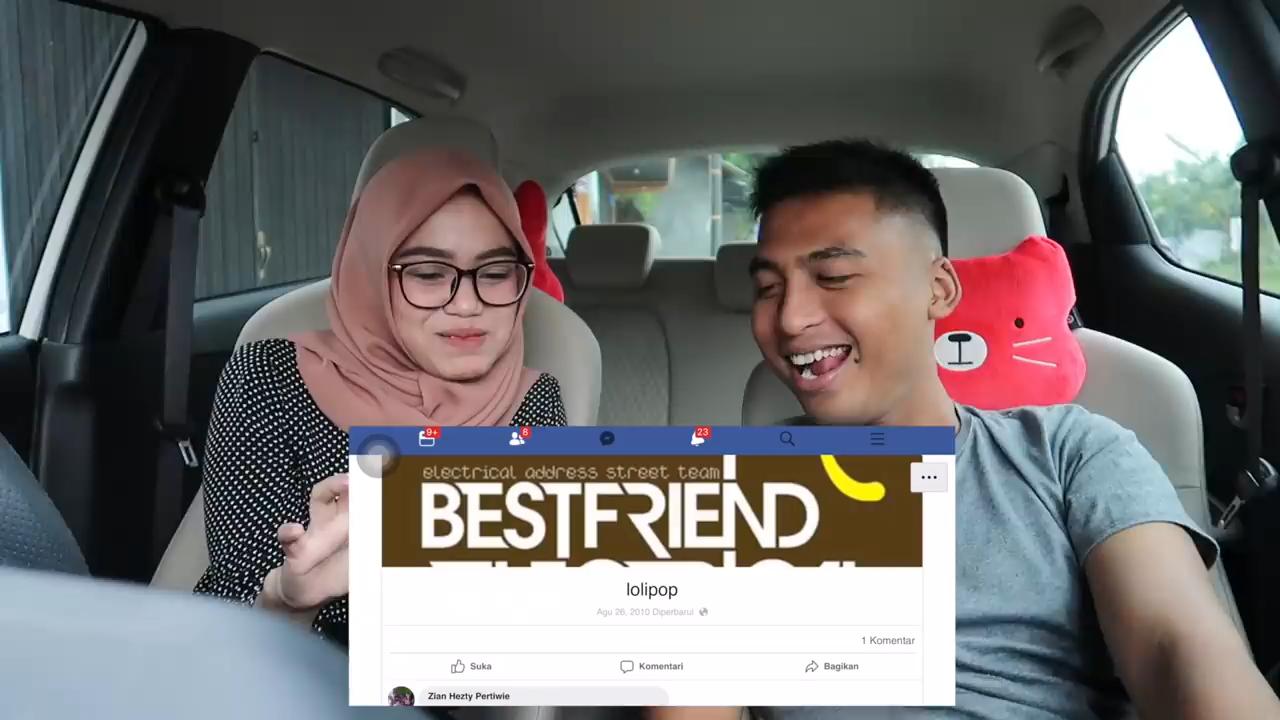 9+
8
23
electrical address street team
BESTFRIEND
lolipop
Agu 26, 2010 Diperbarui
1 Komentar
Suka
Komentari
Bagikan
Zian Hezty Pertiwie